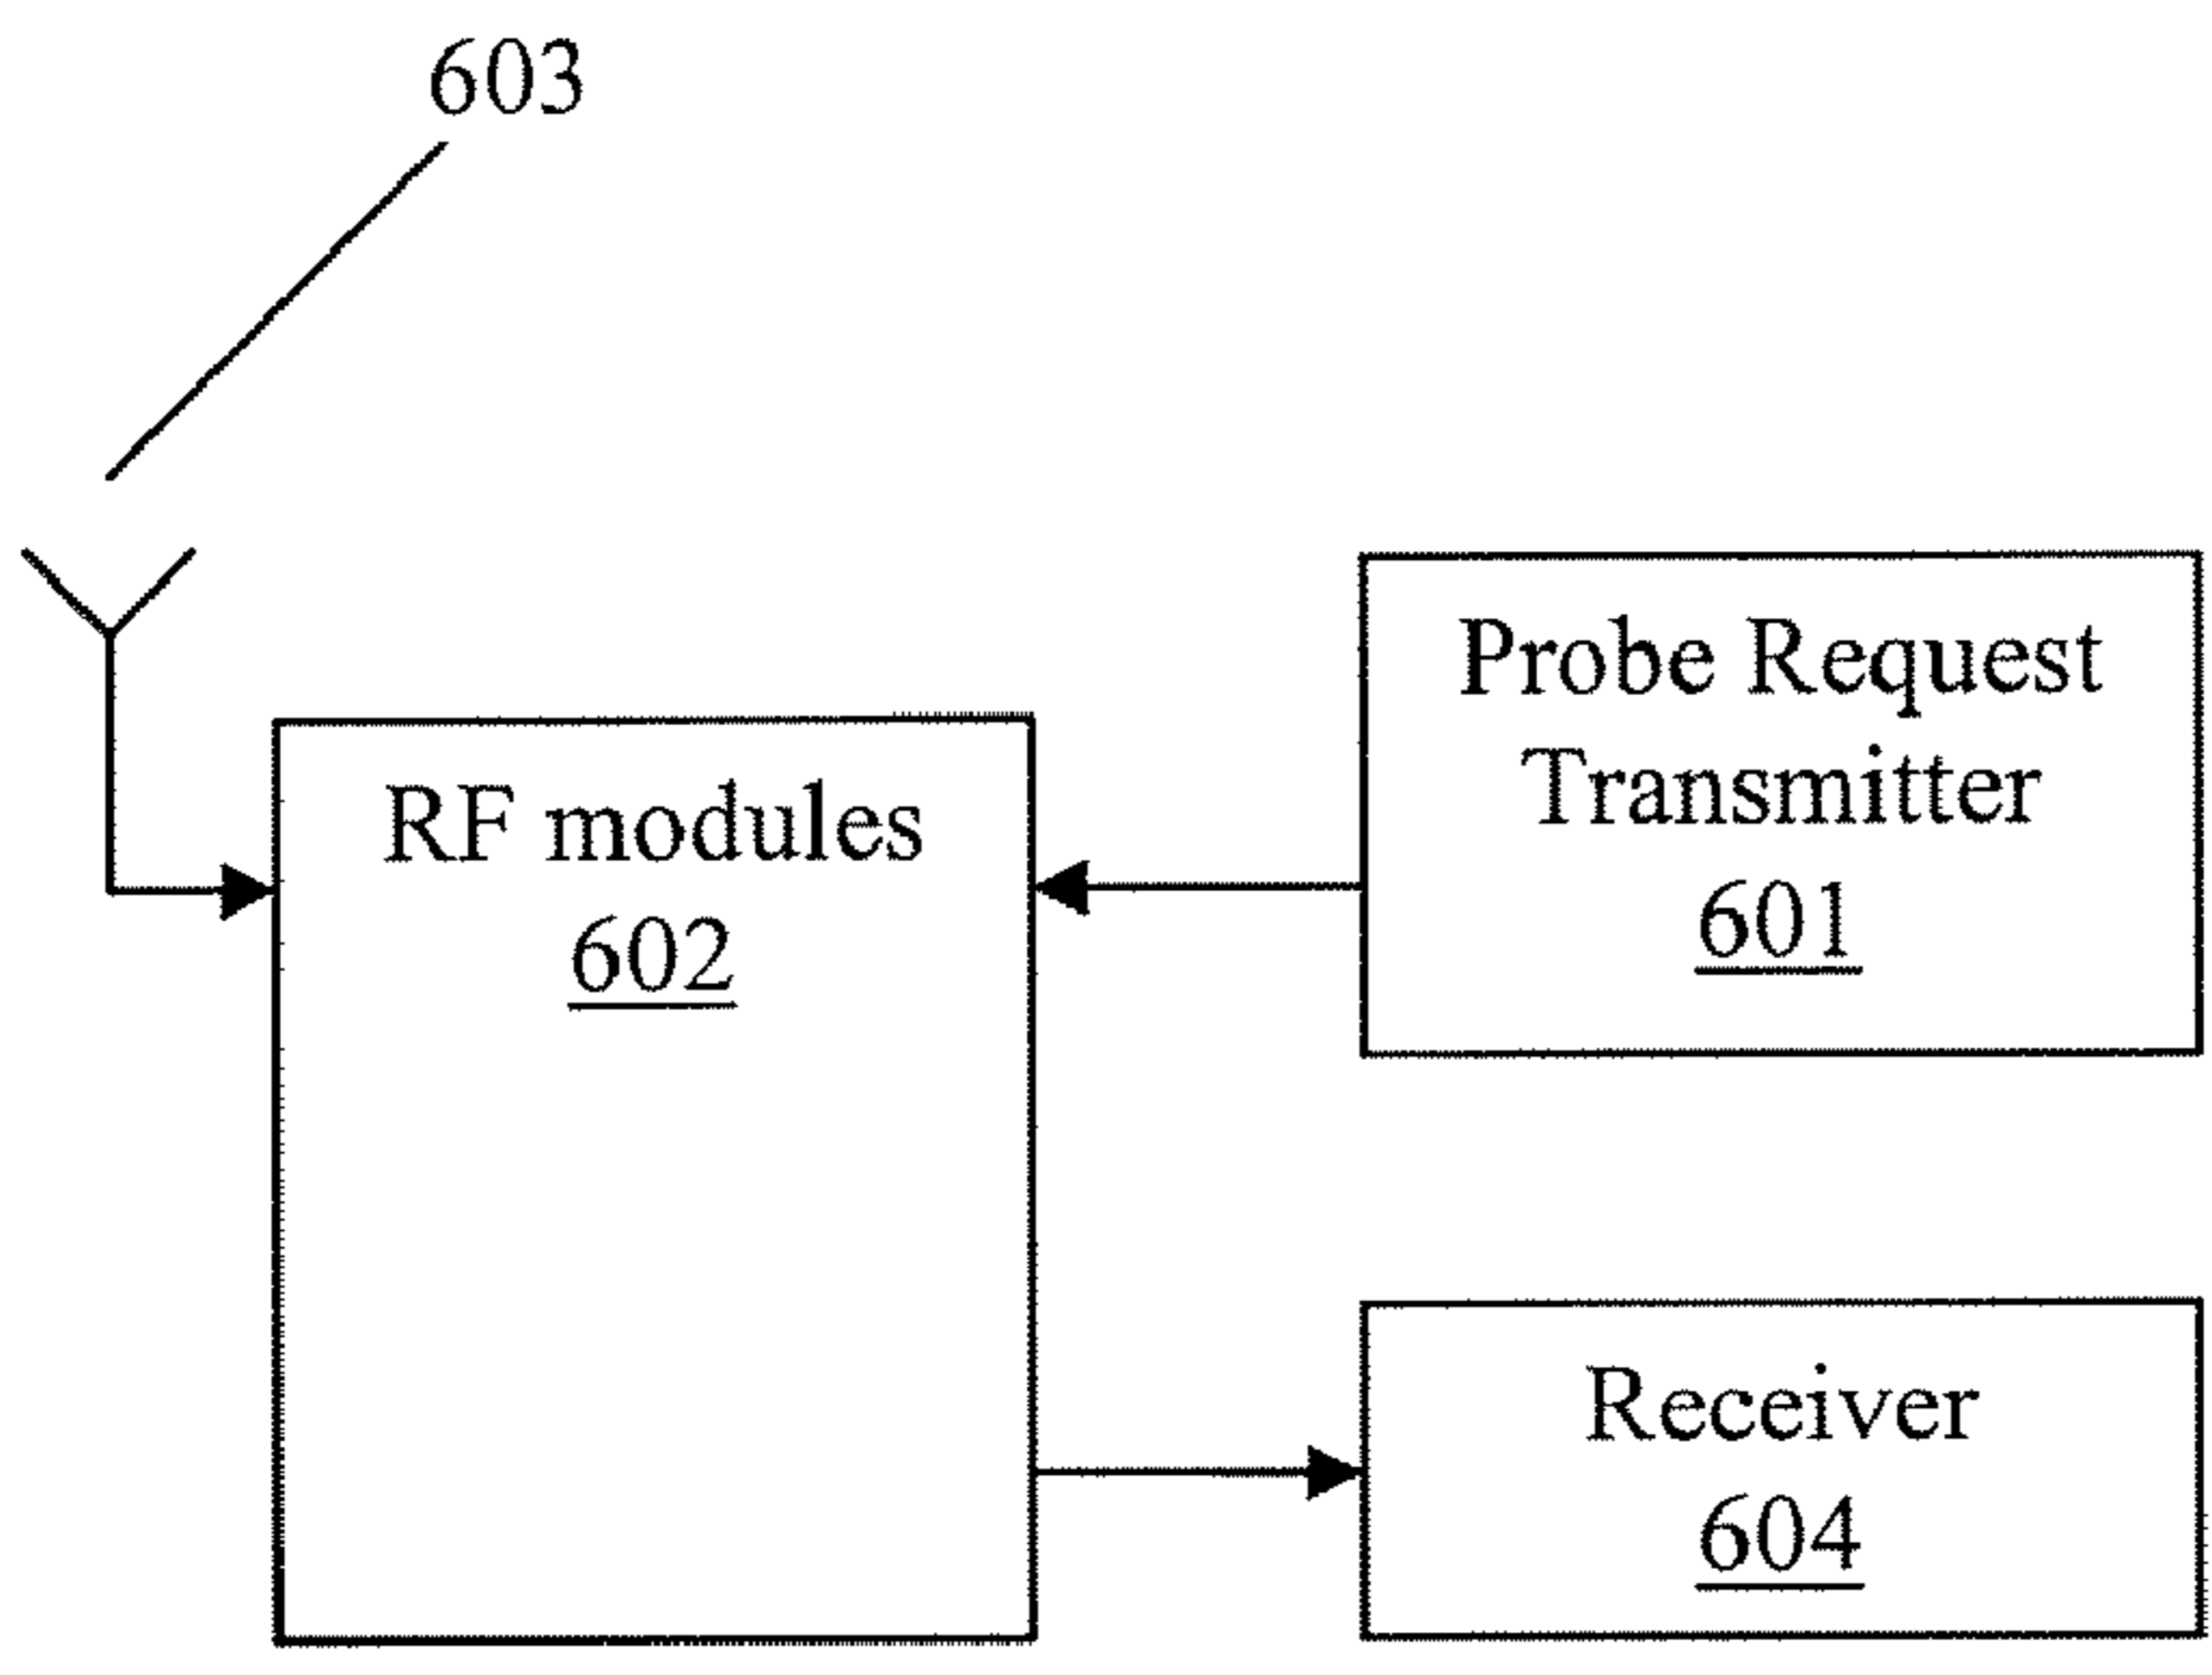 603
Probe Request
Transmitter
601
RF modules
602
Receiver
604